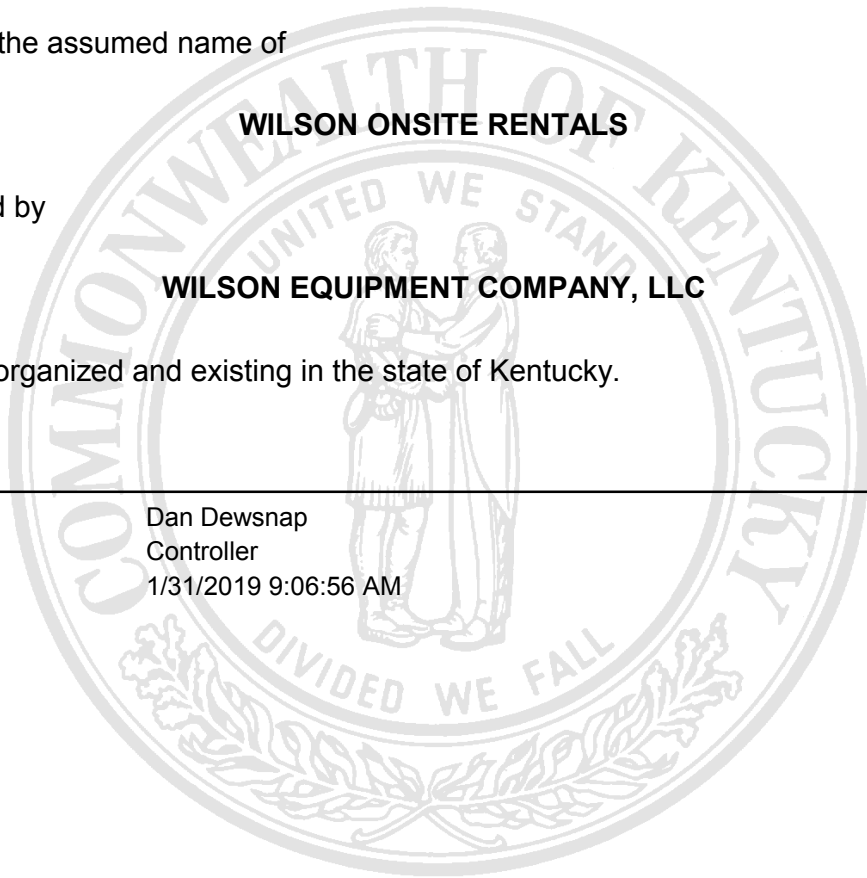 the assumed name of
WILSON ONSITE RENTALS
d by
WILSON EQUIPMENT COMPANY, LLC
organized and existing in the state of Kentucky.
Dan Dewsnap
Controller
1/31/2019 9:06:56 AM
COMMONWEALTH OF KENTUCKY
UNITED WE STAND
DIVIDED WE FALL